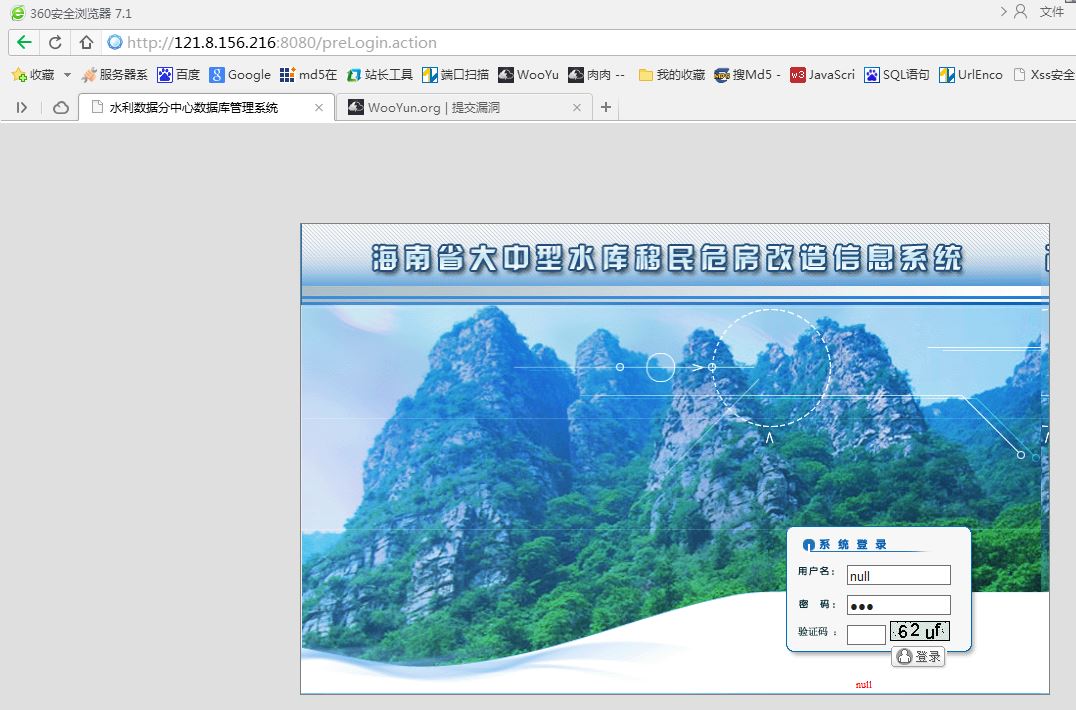 360安全浏览器 7.1
文件
http://121.8.156.216:8080/preLogin.action
收藏 服务器系 百度 Google md5在 站长工具 端口扫描 WooYu 肉肉 -- 我的收藏 搜Md5 - JavaScri SQL语句 UrlEnco Xss安全
水利数据分中心数据库管理系统 WooYun.org | 提交漏洞
海南省大中型水库移民危房改造信息系统
系统登录
用户名: null
密 码:
验证码 : 62uf
登录
null